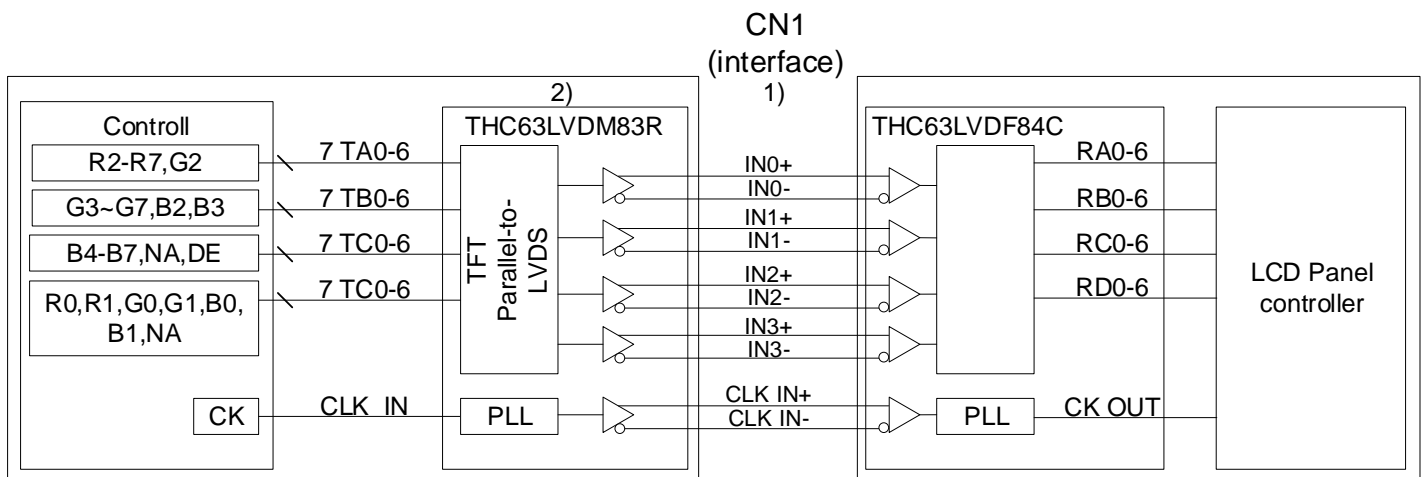 CN1
(interface)
1)
2)
Controll
R2-R7,G2
G3~G7,B2,B3
B4-B7,NA,DE
R0,R1,G0,G1,B0,
B1,NA
CK
7 TA0-6
7 TB0-6
7 TC0-6
7 TC0-6
CLK IN
THC63LVDM83R
TFT
Parallel-to-
LVDS
PLL
IN0+
IN0-
IN1+
IN1-
IN2+
IN2-
IN3+
IN3-
CLK IN+
CLK IN-
THC63LVDF84C
PLL
RA0-6
RB0-6
RC0-6
RD0-6
CK OUT
LCD Panel
controller